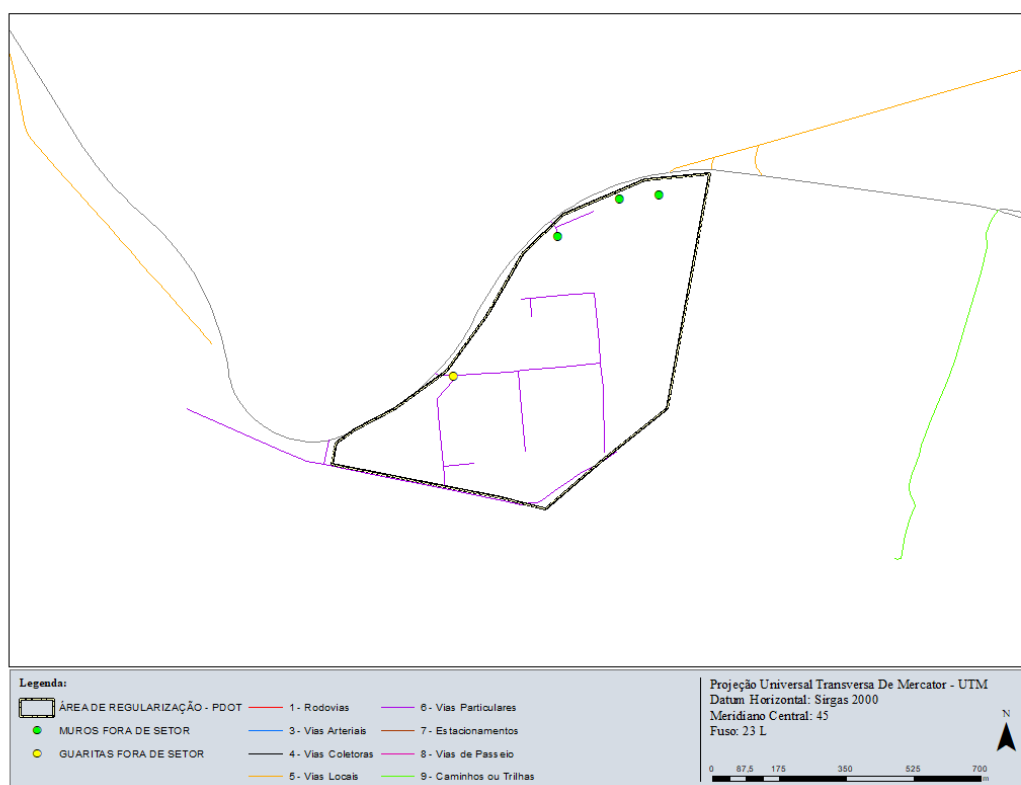 Legenda:
ÁREA DE REGULARIZAÇÃO - PDOT
MUROS FORA DE SETOR
GUARITAS FORA DE SETOR
1 - Rodovias
3 - Vias Arteriais
4 - Vias Coletoras
5 - Vias Locais
6 - Vias Particulares
7 - Estacionamentos
8 - Vias de Passeio
9 - Caminhos ou Trilhas
Projeção Universal Transversa De Mercator - UTM
Datum Horizontal: Sirgas 2000
Meridiano Central: 45
Fuso: 23 L
N
0 87,5 175 350 525 700
m